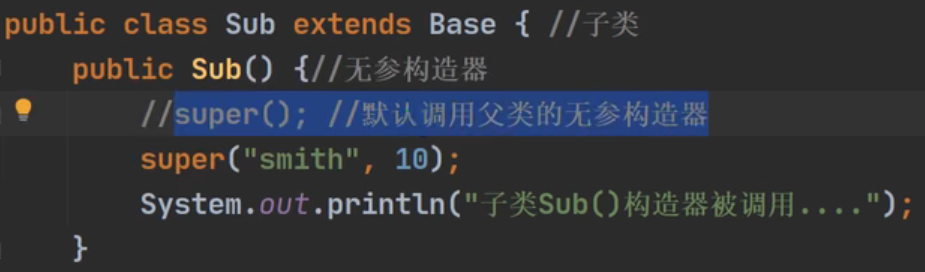 public class Sub extends Base { //子类
public Sub() {//无参构造器
//super(); //默认调用父类的无参构造器
super("smith", 10);
System.out.println("子类Sub()构造器被调用....");
}